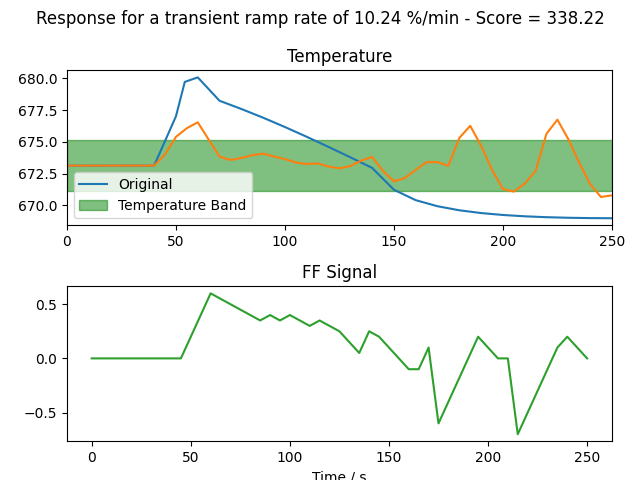 Response for a transient ramp rate of 10.24 %/min - Score = 338.22
Temperature
680.0
677.5
675.0
672.5
670.0
Original
Temperature Band
0 50 100 150 200 250
FF Signal
0.5
0.0
−0.5
0 50 100 150 200 250
Time / s